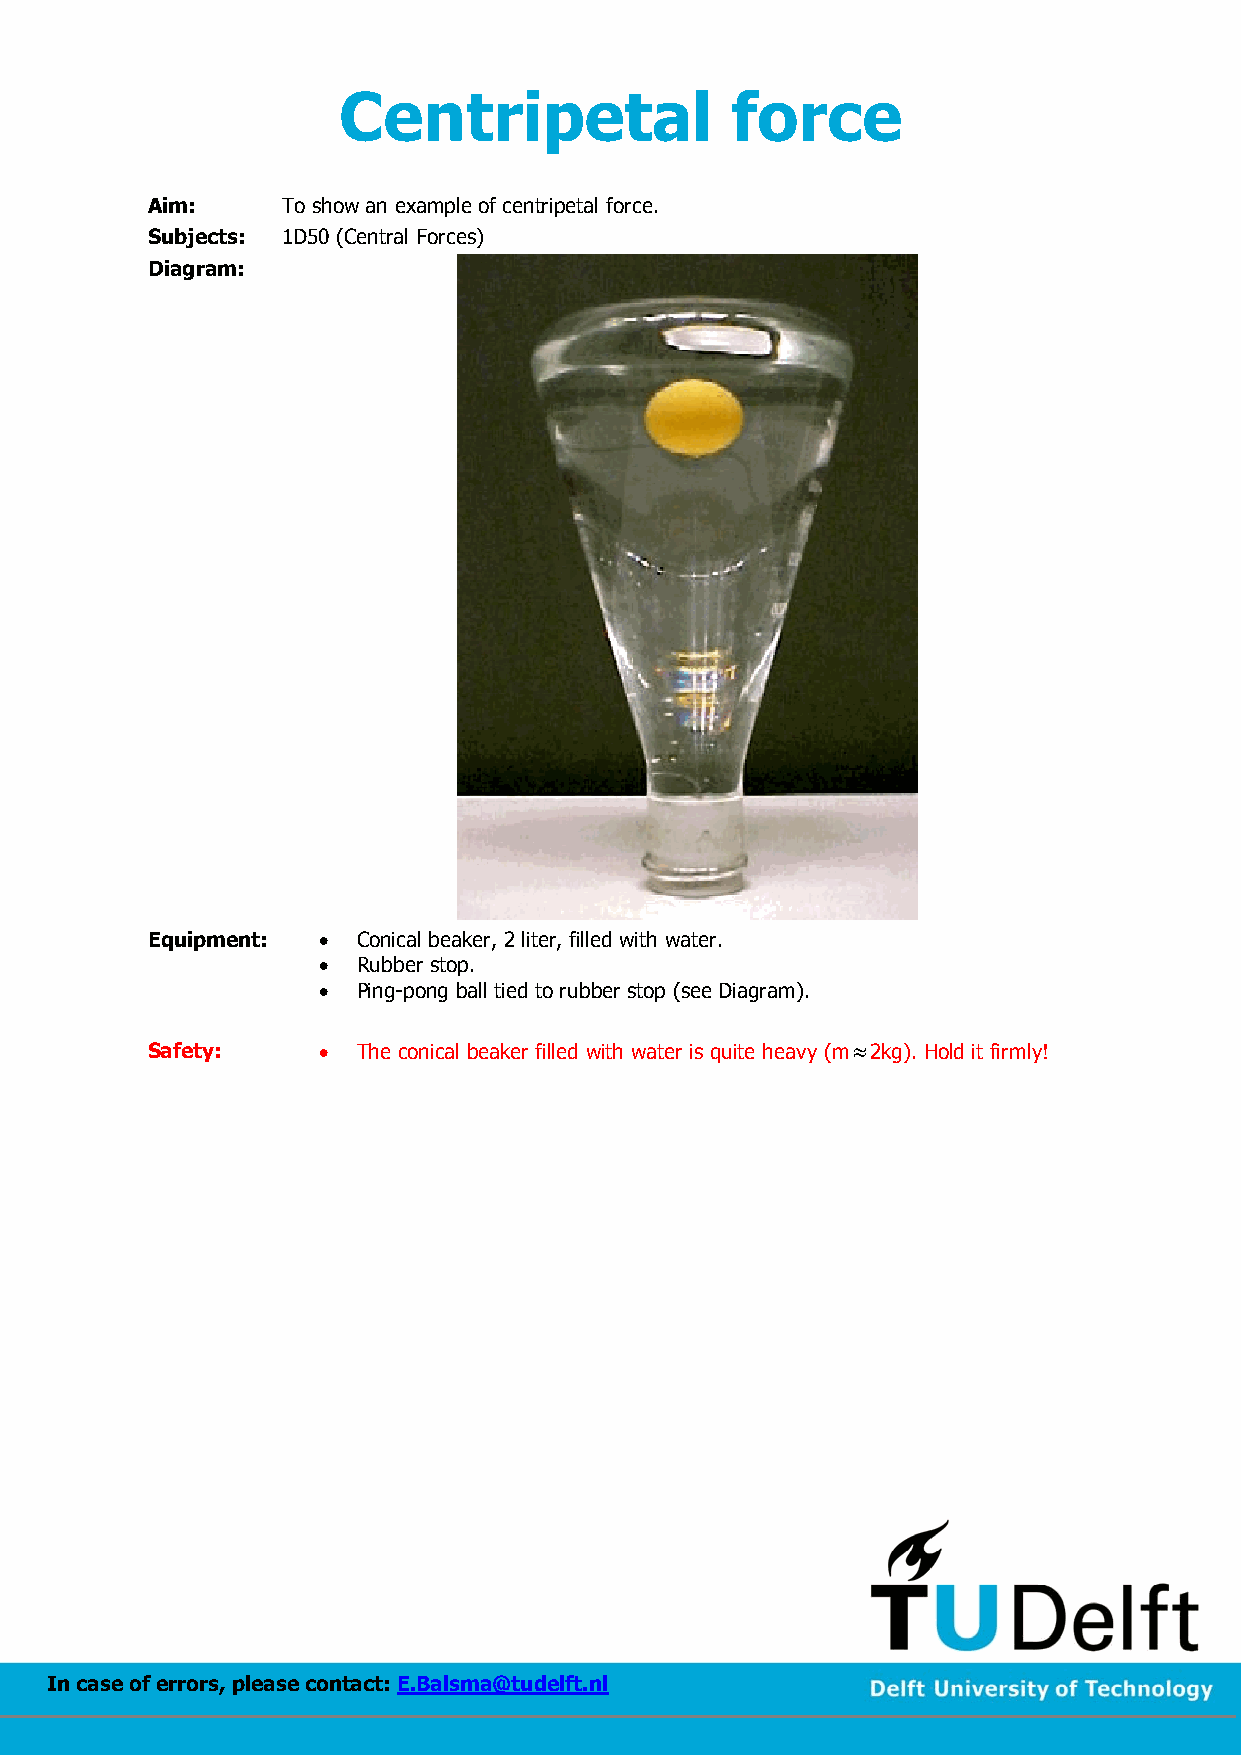 Centripetal force
Aim: To show an example of centripetal force.
Subjects: 1D50 (Central Forces)
Diagram:
Equipment: • Conical beaker, 2 liter, filled with water.
• Rubber stop.
• Ping-pong ball tied to rubber stop (see Diagram).
Safety: • The conical beaker filled with water is quite heavy (m≈2kg). Hold it firmly!
TUDelft
In case of errors, please contact: E.Balsma@tudelft.nl
Delft University of Technology